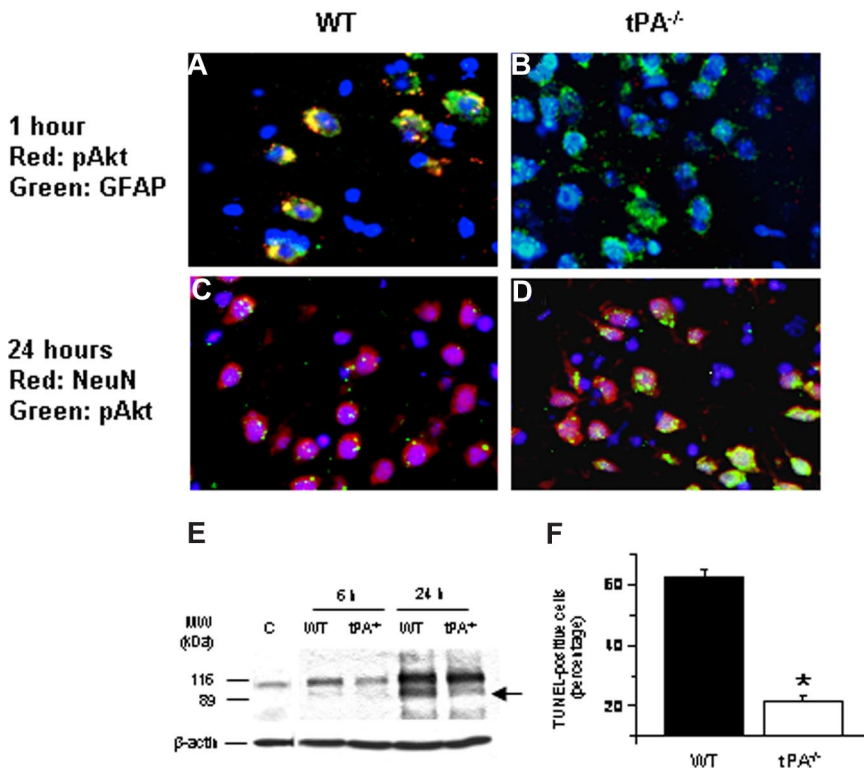 WT tPA-/-
A B
1 hour
Red: pAkt
Green: GFAP
C D
24 hours
Red: NeuN
Green: pAkt
E F
6 h 24 h
MW
(kDa)
C WT tPA-/- WT tPA-/-
116
89
β-actin
TUNEL-positive cells
(percentage)
60
40
20
*
WT tPA-/-